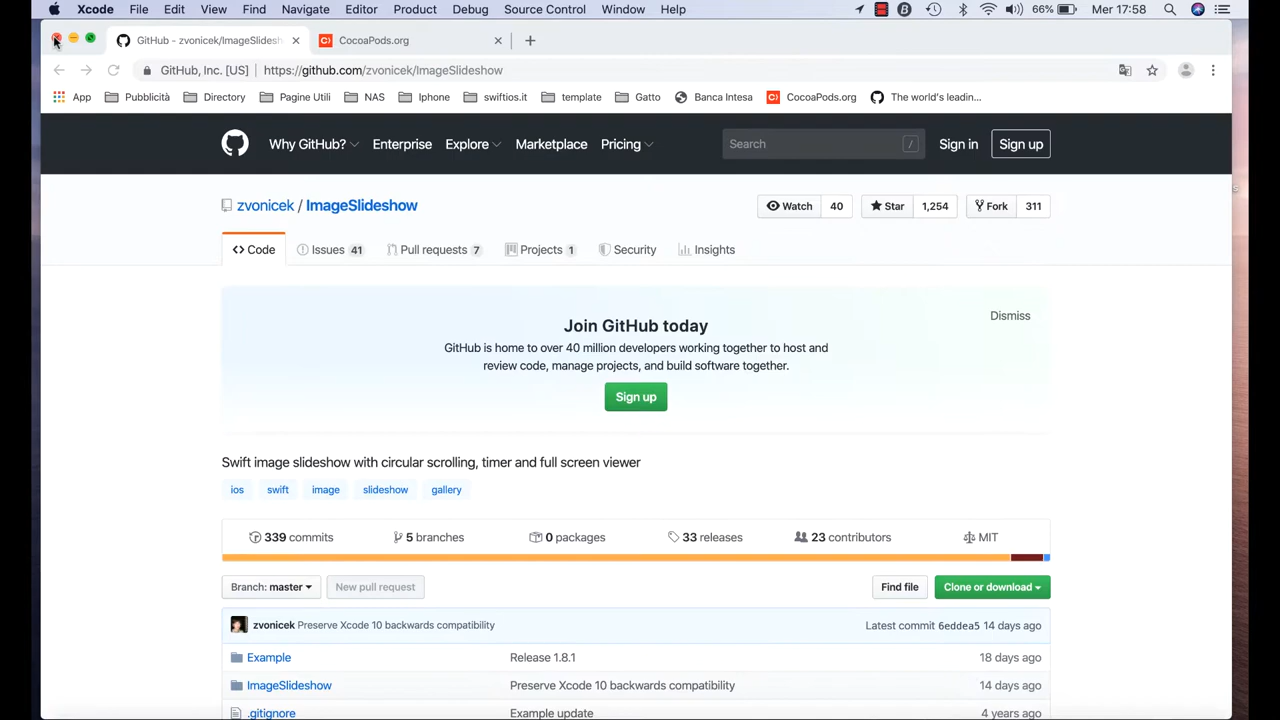 Xcode File Edit View Find Navigate Editor Product Debug Source Control Window Help 66% Mer 17:58
GitHub - zvonicek/ImageSlidesh
CocoaPods.org
GitHub, Inc. [US] https://github.com/zvonicek/ImageSlideshow
App Pubblicità Directory Pagine Utili NAS Iphone swiftios.it template Gatto Banca Intesa CocoaPods.org The world's leadin...
Why GitHub? Enterprise Explore Marketplace Pricing Search / Sign in Sign up
zvonicek / ImageSlideshow
Watch 40 Star 1,254 Fork 311
<> Code Issues 41 Pull requests 7 Projects 1 Security Insights
Dismiss
Join GitHub today
GitHub is home to over 40 million developers working together to host and
review code, manage projects, and build software together.
Sign up
Swift image slideshow with circular scrolling, timer and full screen viewer
ios swift image slideshow gallery
339 commits 5 branches 0 packages 33 releases 23 contributors MIT
Branch: master New pull request Find file Clone or download
zvonicek Preserve Xcode 10 backwards compatibility Latest commit 6eddea5 14 days ago
Example Release 1.8.1 18 days ago
ImageSlideshow Preserve Xcode 10 backwards compatibility 14 days ago
.gitignore Example update 4 years ago